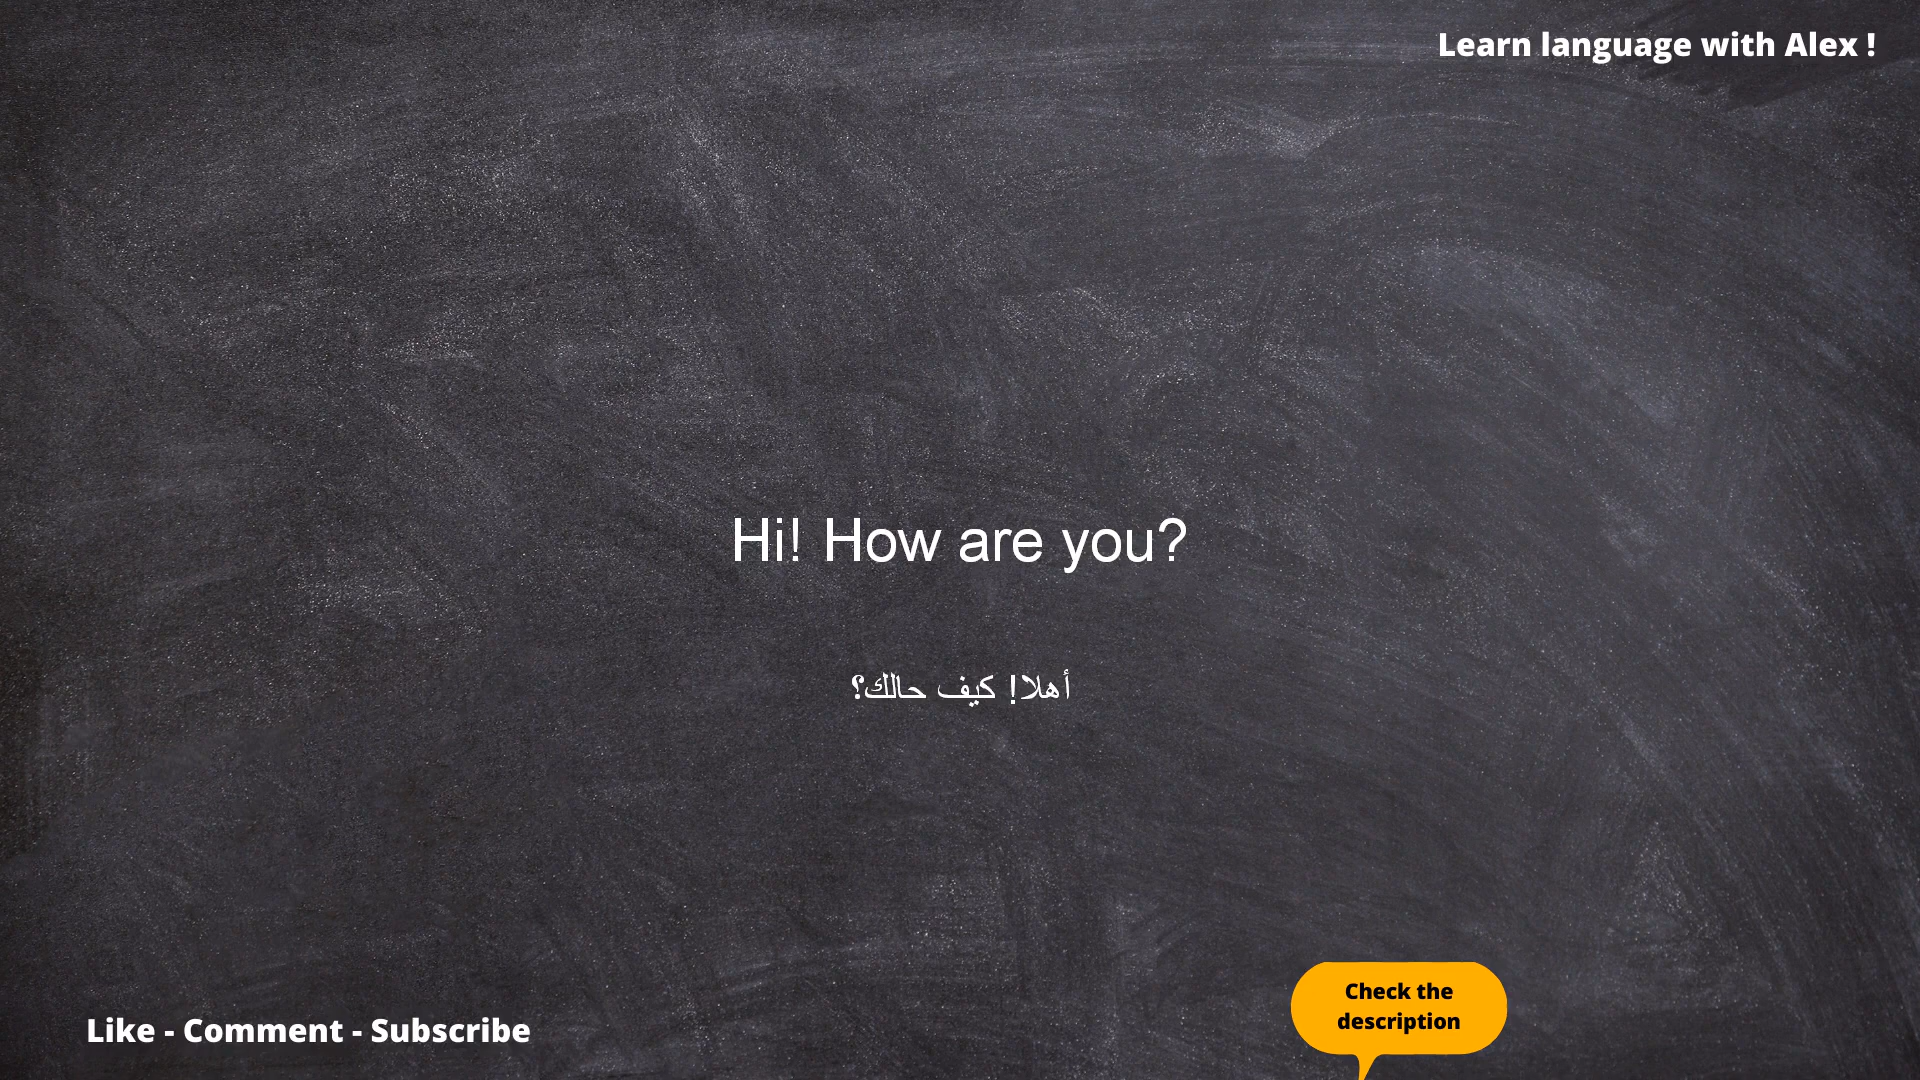 Learn language with Alex !
Hi! How are you?
أهلا! كيف حالك؟
Check the
description
Like - Comment - Subscribe